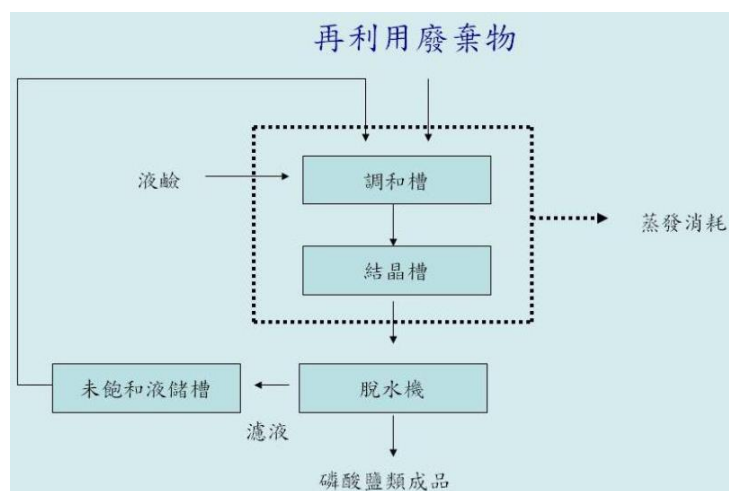 再利用廢棄物
液鹼
調和槽
蒸發消耗
結晶槽
未飽和液儲槽
脫水機
濾液
磷酸鹽類成品